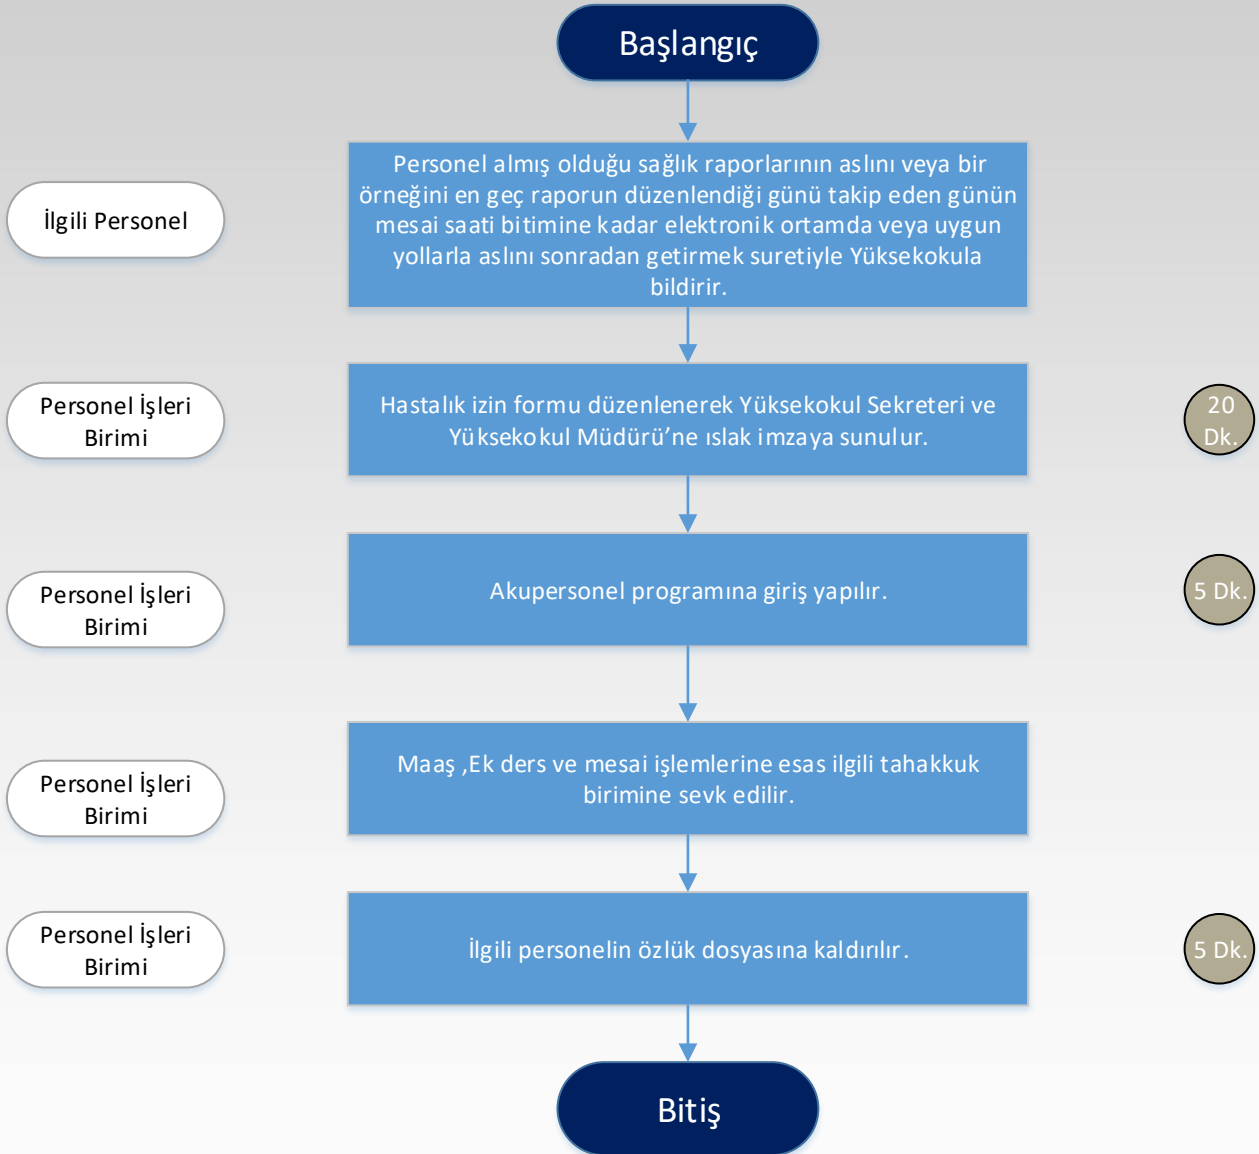 Başlangıç
İlgili Personel
Personel almış olduğu sağlık raporlarının aslını veya bir
örneğini en geç raporun düzenlendiği günü takip eden günün
mesai saati bitimine kadar elektronik ortamda veya uygun
yollarla aslını sonradan getirmek suretiyle Yüksekokula
bildirir.
Personel İşleri
Birimi
Hastalık izin formu düzenlenerek Yüksekokul Sekreteri ve
Yüksekokul Müdürü’ne ıslak imzaya sunulur.
20
Dk.
Personel İşleri
Birimi
Akupersonel programına giriş yapılır.
5 Dk.
Personel İşleri
Birimi
Maaş ,Ek ders ve mesai işlemlerine esas ilgili tahakkuk
birimine sevk edilir.
Personel İşleri
Birimi
İlgili personelin özlük dosyasına kaldırılır.
5 Dk.
Bitiş